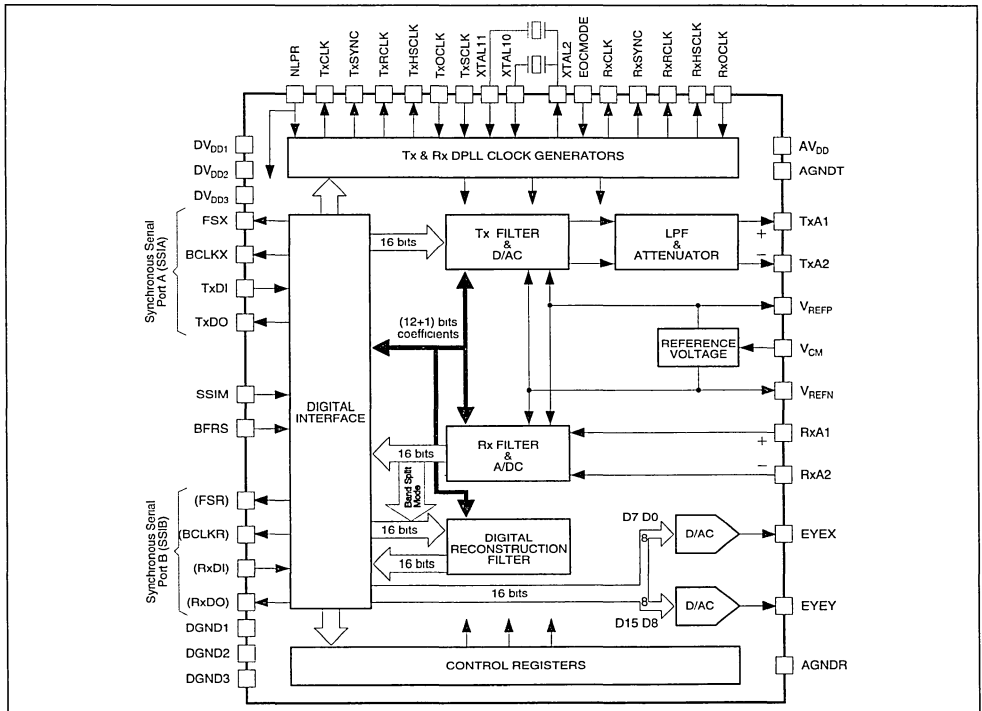 NLPR
TxCLK
TxSYNC
TxRCLK
TxHSCLK
TxOCLK
TxSCLK
XTAL11
XTAL10
XTAL2
EOCMODE
RxCLK
RxSYNC
RxRCLK
RxHSCLK
RxOCLK
DVDD1
DVDD2
DVDD3
Tx & Rx DPLL CLOCK GENERATORS
AVDD
AGNDT
Synchronous Serial
Port A (SSIA)
FSX
BCLKX
TxDI
TxDO
16 bits
Tx FILTER
&
D/AC
LPF
&
ATTENUATOR
TxA1
+
−
TxA2
(12+1) bits
coefficients
VREFP
REFERENCE
VOLTAGE
VCM
VREFN
SSIM
BFRS
DIGITAL
INTERFACE
16 bits
Rx FILTER
&
A/DC
RxA1
+
−
RxA2
Band Split
Mode
Synchronous Serial
Port B (SSIB)
(FSR)
(BCLKR)
(RxDI)
(RxDO)
16 bits
16 bits
DIGITAL
RECONSTRUCTION
FILTER
D7 D0
8
D/AC
EYEX
16 bits
8
D15 D8
D/AC
EYEY
DGND1
DGND2
DGND3
CONTROL REGISTERS
AGNDR